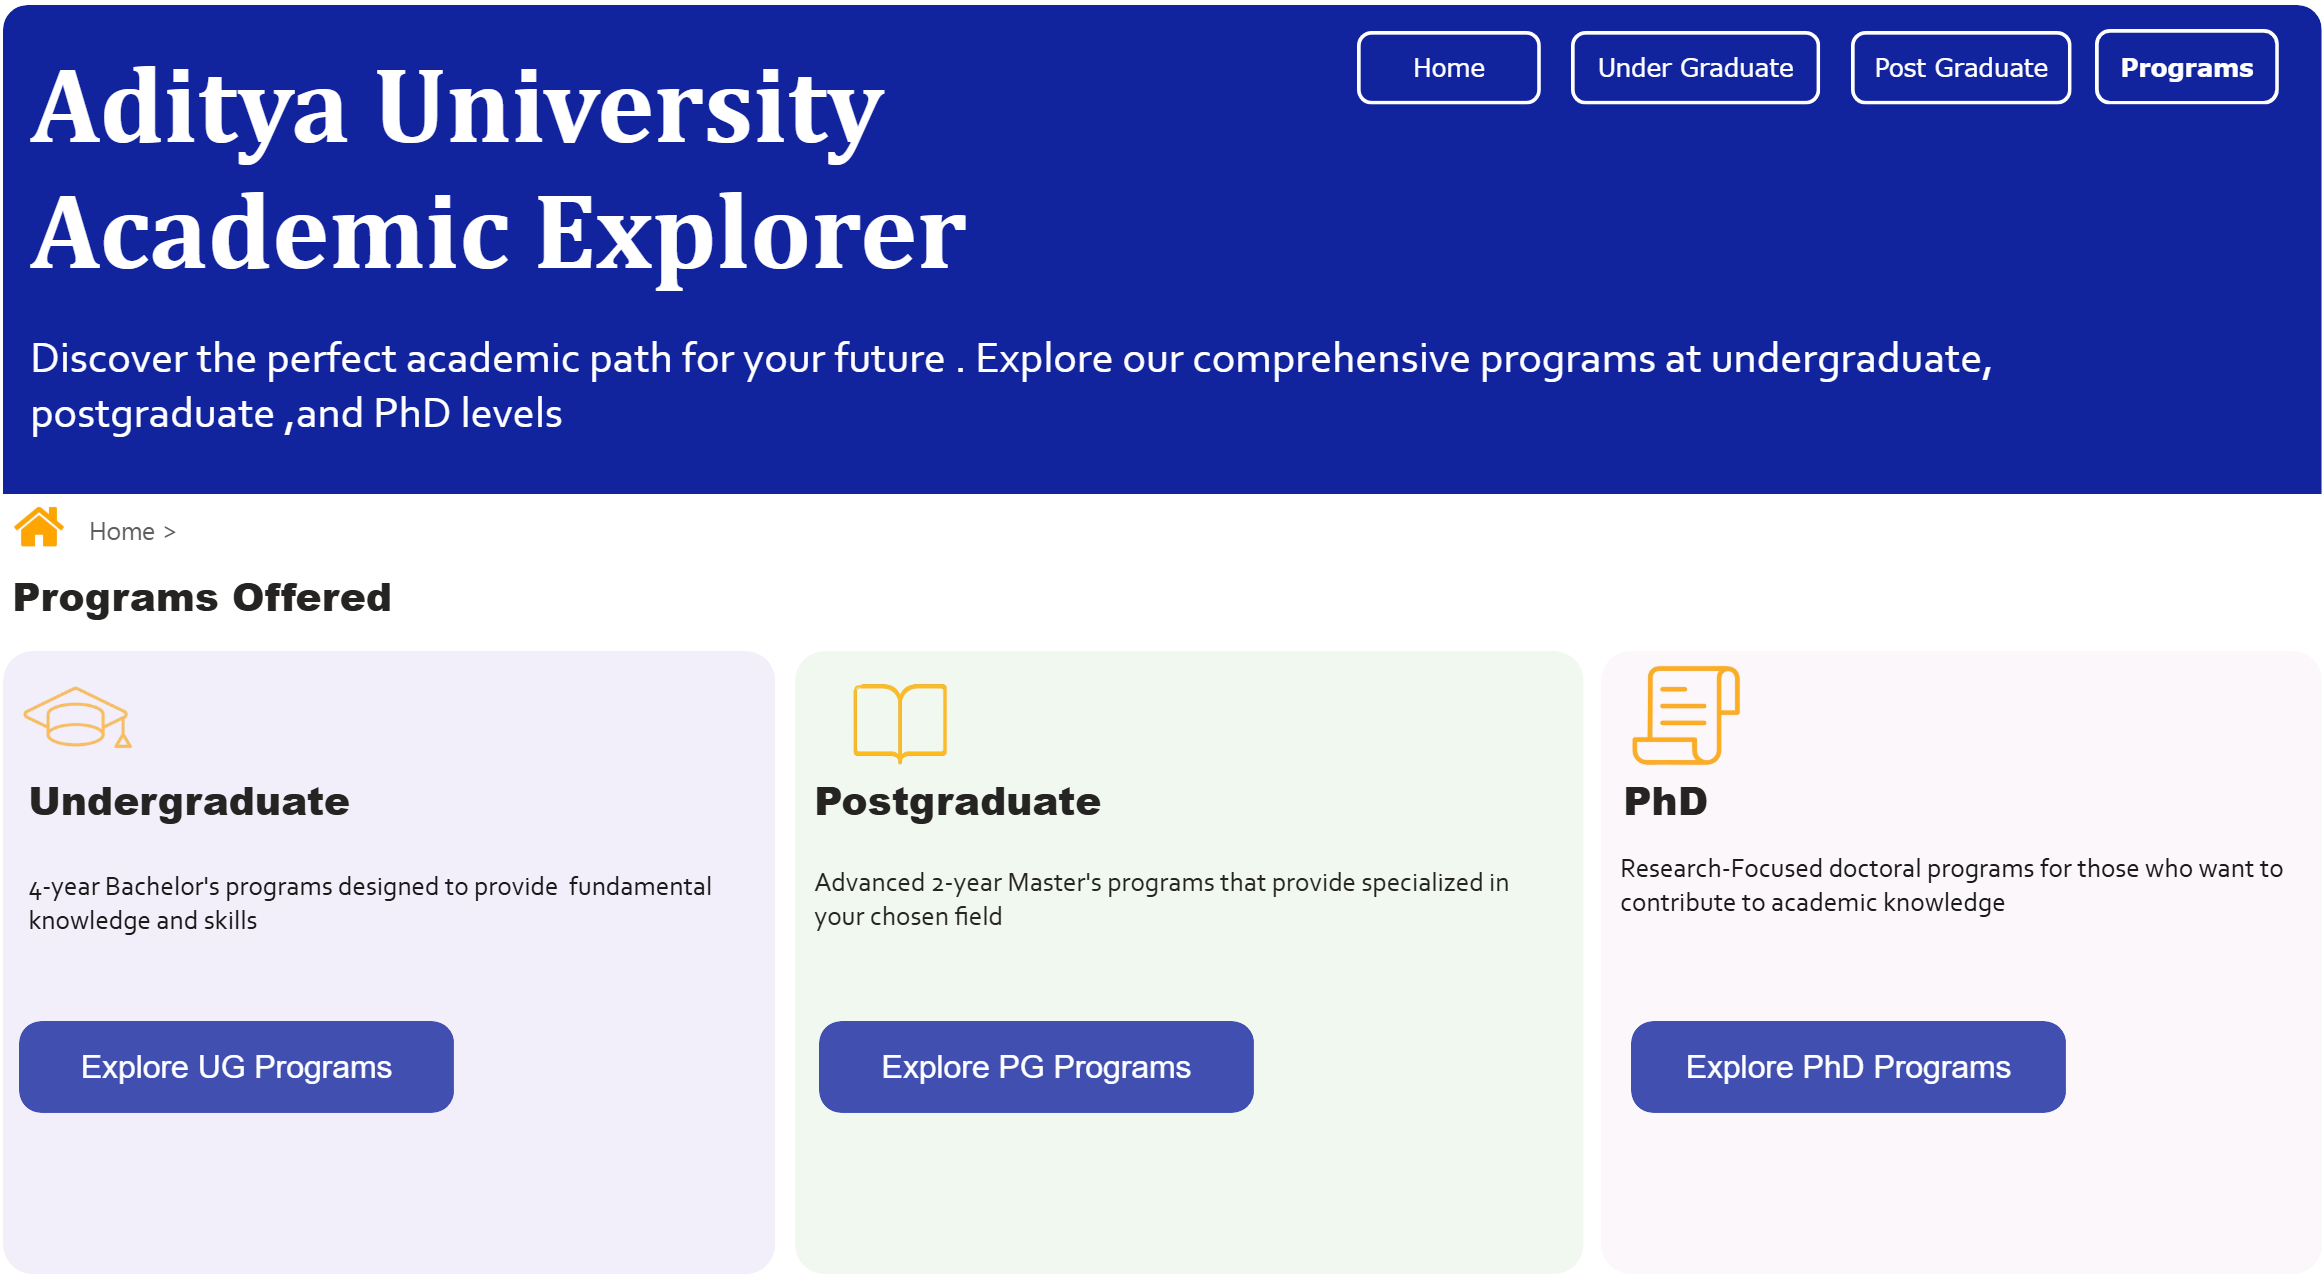 Aditya University
Academic Explorer
Home
Under Graduate
Post Graduate
Programs
Discover the perfect academic path for your future . Explore our comprehensive programs at undergraduate,
postgraduate ,and PhD levels
Home >
Programs Offered
Undergraduate
4-year Bachelor's programs designed to provide  fundamental
knowledge and skills
Explore UG Programs
Postgraduate
Advanced 2-year Master's programs that provide specialized in
your chosen field
Explore PG Programs
PhD
Research-Focused doctoral programs for those who want to
contribute to academic knowledge
Explore PhD Programs